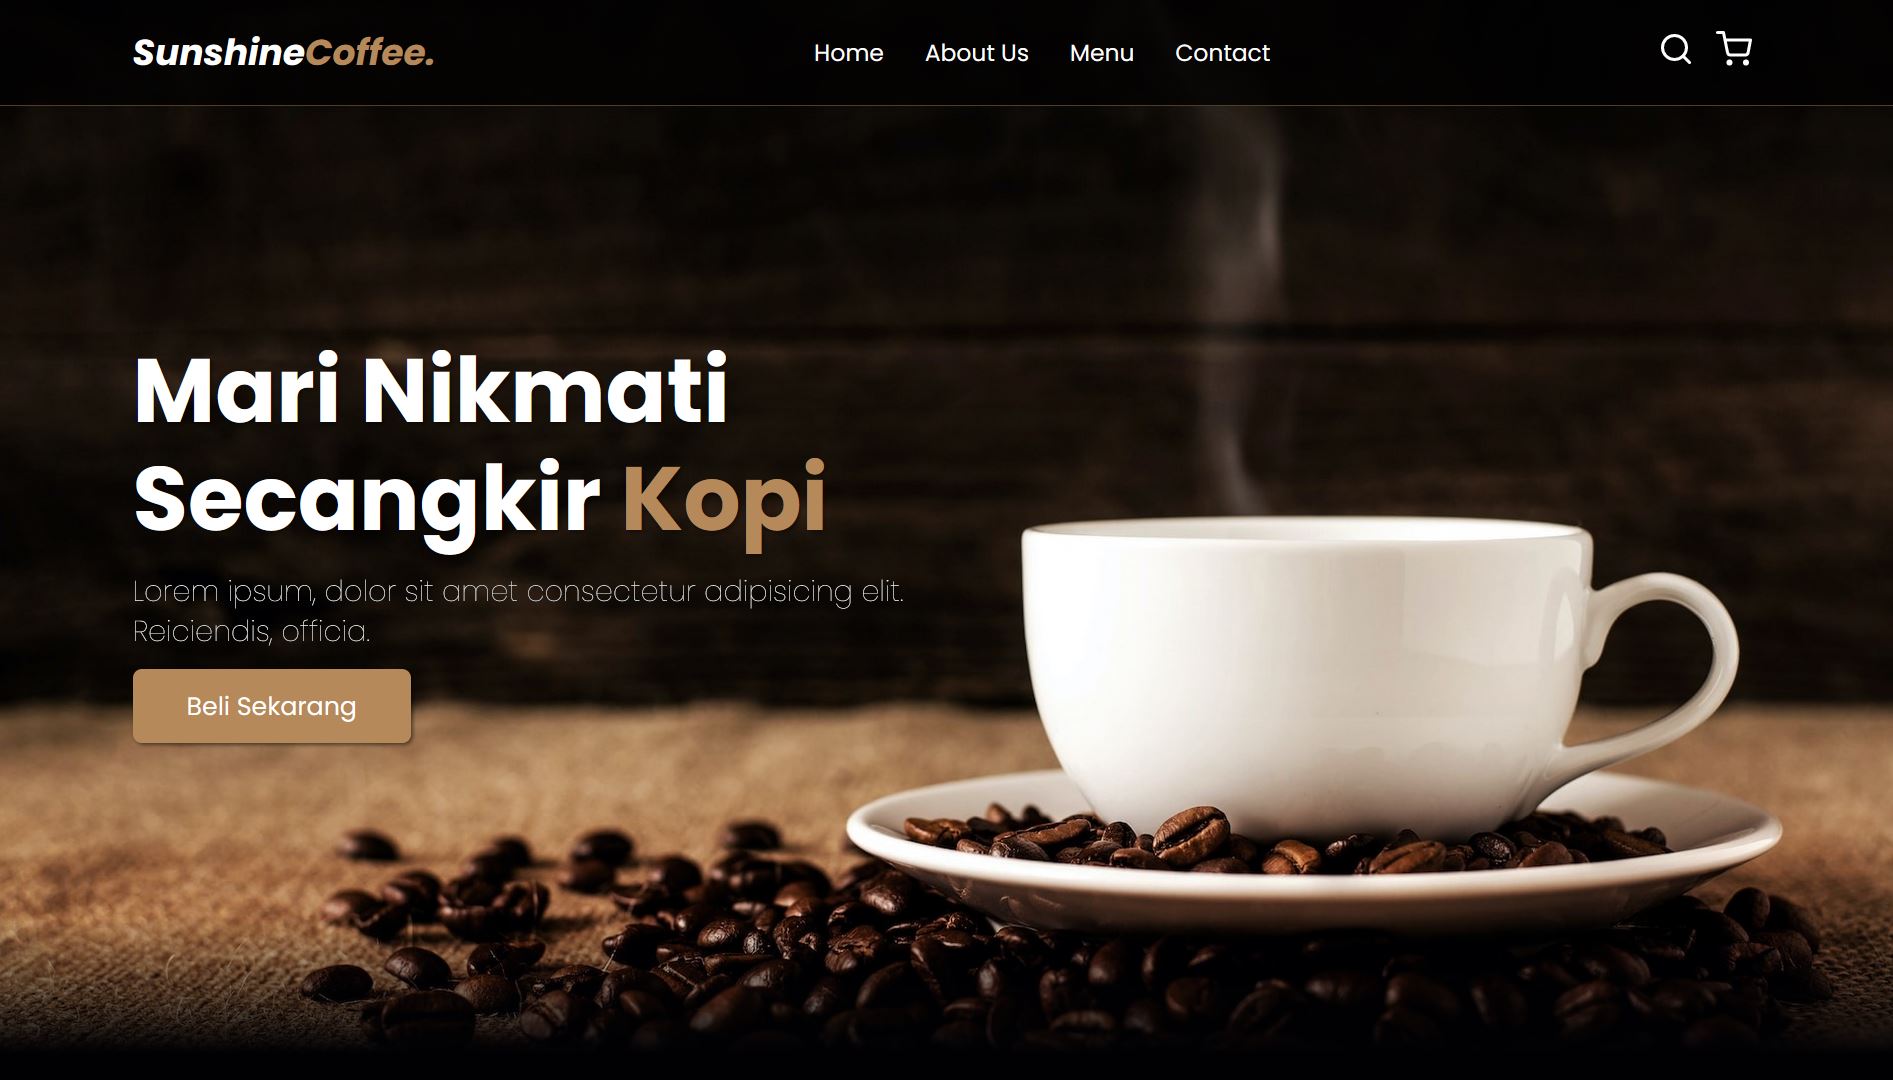 SunshineCoffee.
Home About Us Menu Contact
Mari Nikmati
Secangkir Kopi
Lorem ipsum, dolor sit amet consectetur adipisicing elit.
Reiciendis, officia.
Beli Sekarang